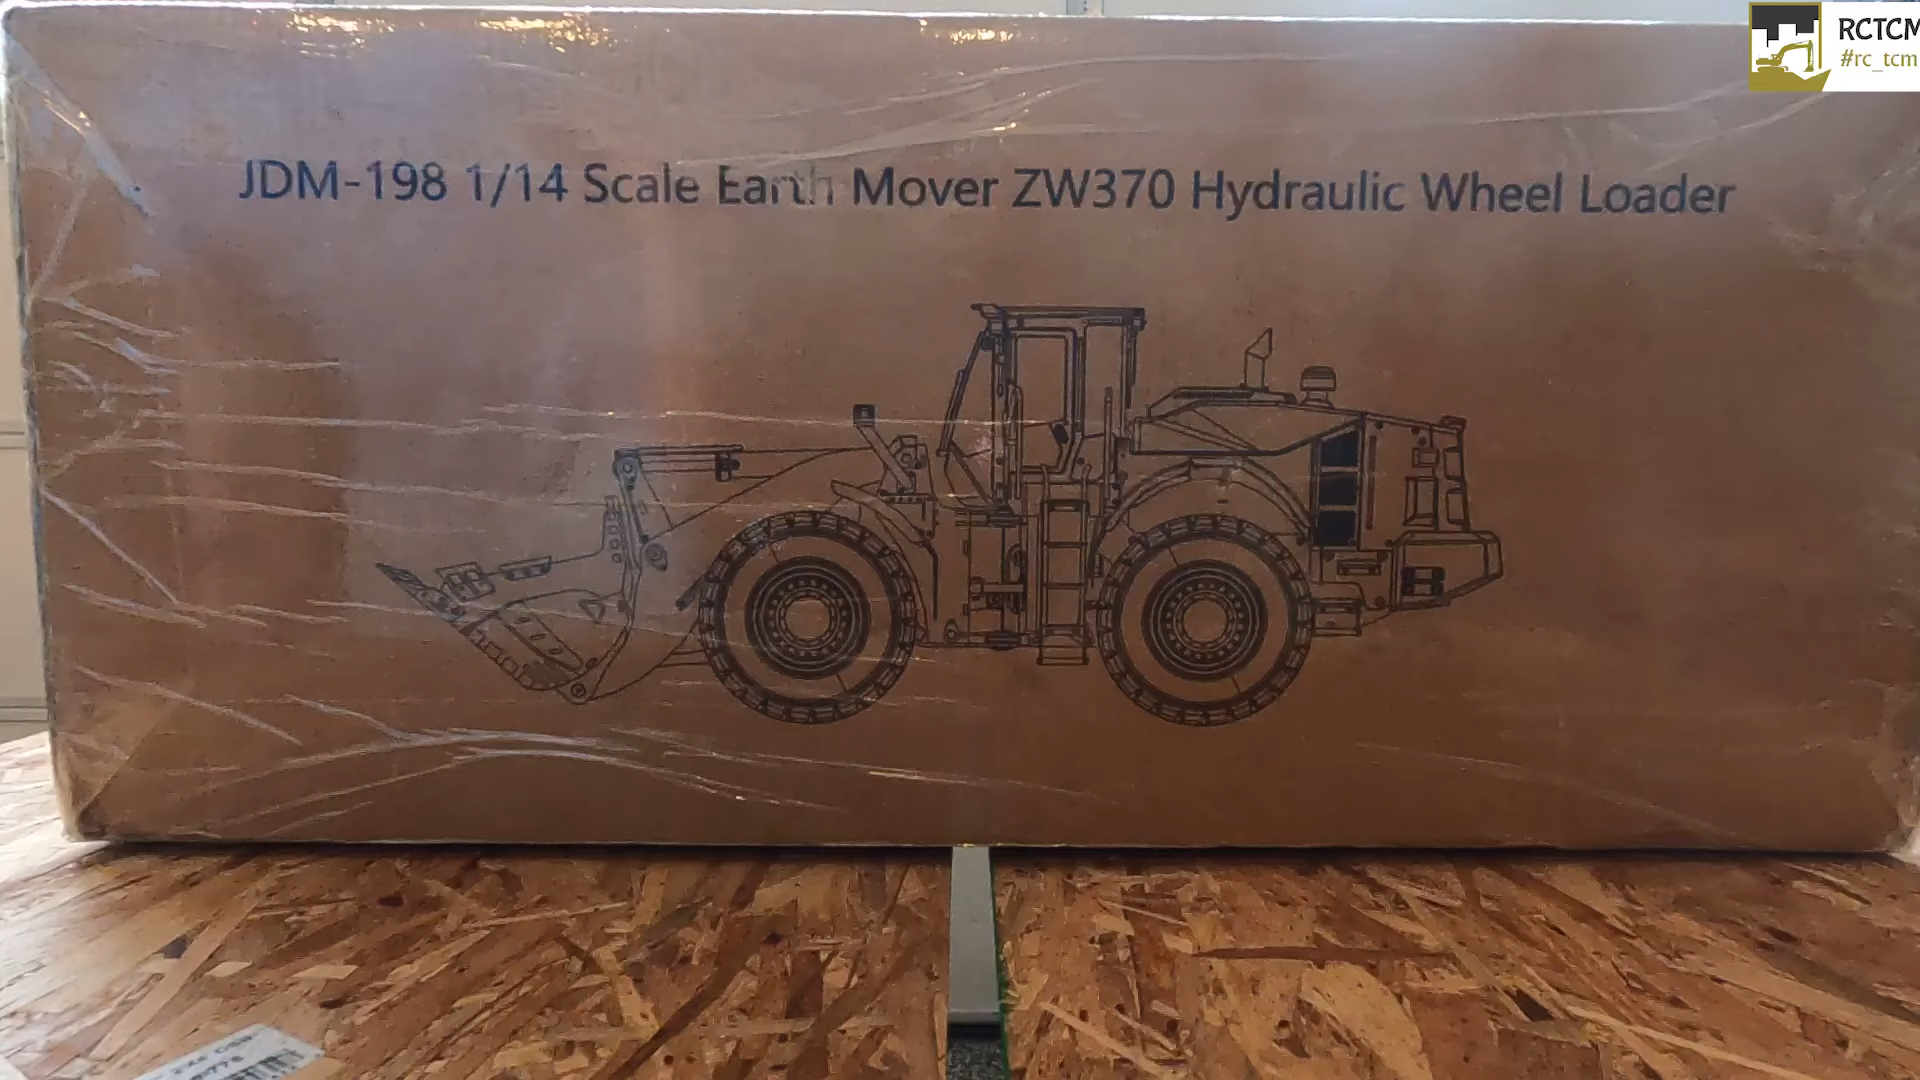 RCTCM
#rc_tcm
JDM-198 1/14 Scale Earth Mover ZW370 Hydraulic Wheel Loader